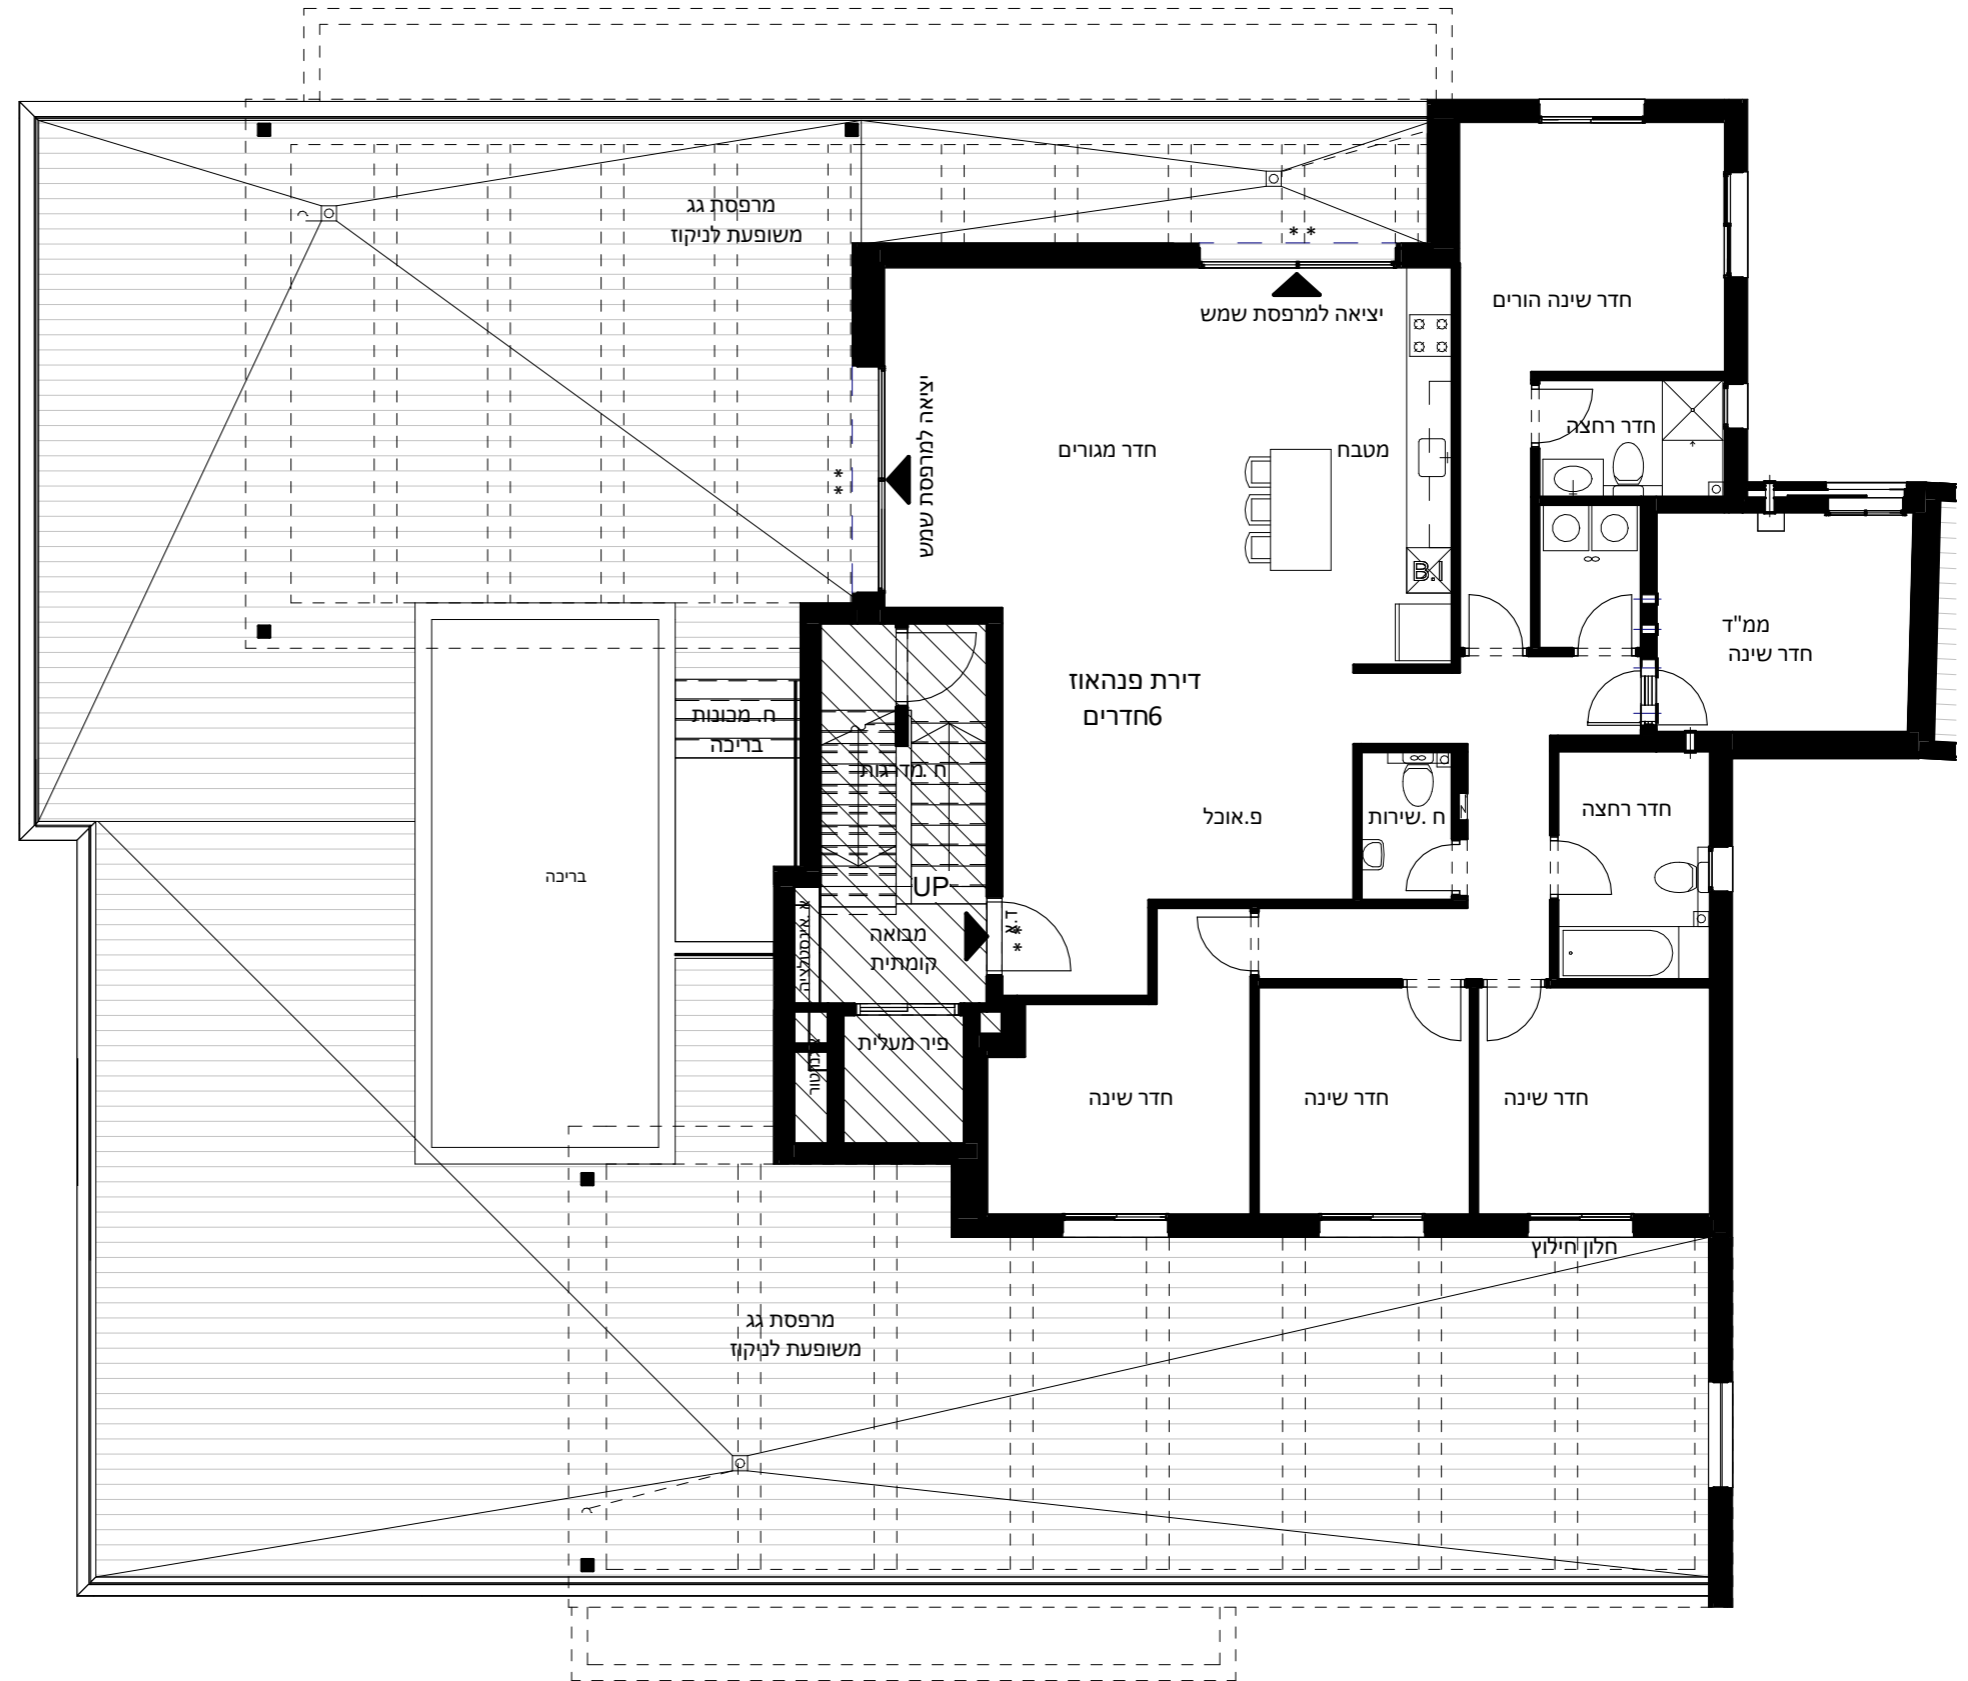 מרפסת גג
משופעת לניקוז
**
יציאה למרפסת שמש
חדר שינה הורים
יציאה למרפסת שמש
**
חדר מגורים
מטבח
חדר רחצה
B.I
ממ"ד
חדר שינה
דירת פנהאוז
6חדרים
ח. מכונות
בריכה
ח .מדרגות
פ.אוכל
ח .שירות
חדר רחצה
בריכה
UP
א .אינסטלציה
מבואה
קומתית
ד.א
**
פיר מעלית
חדר שינה
חדר שינה
חדר שינה
חלון חילוץ
מרפסת גג
משופעת לניקוז